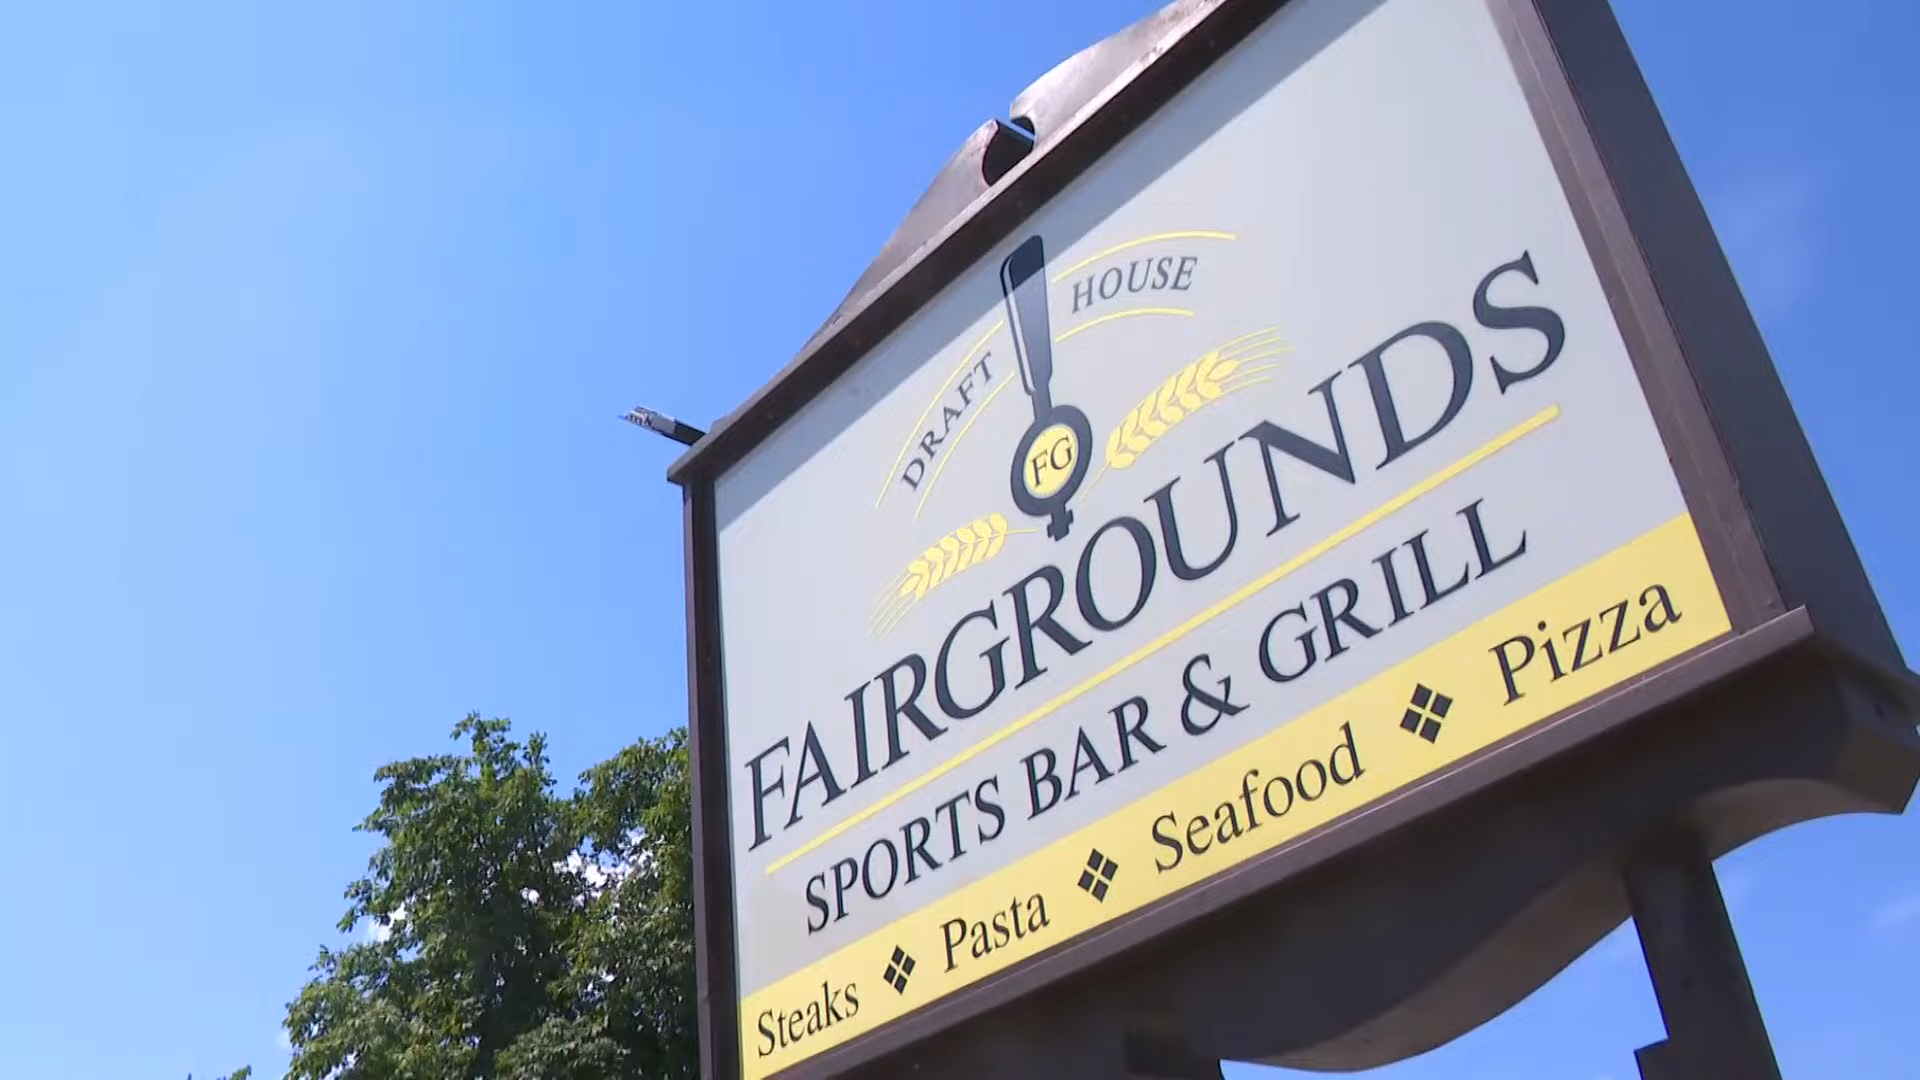 DRAFT HOUSE
FG
FAIRGROUNDS
SPORTS BAR & GRILL
Steaks ❖ Pasta ❖ Seafood ❖ Pizza